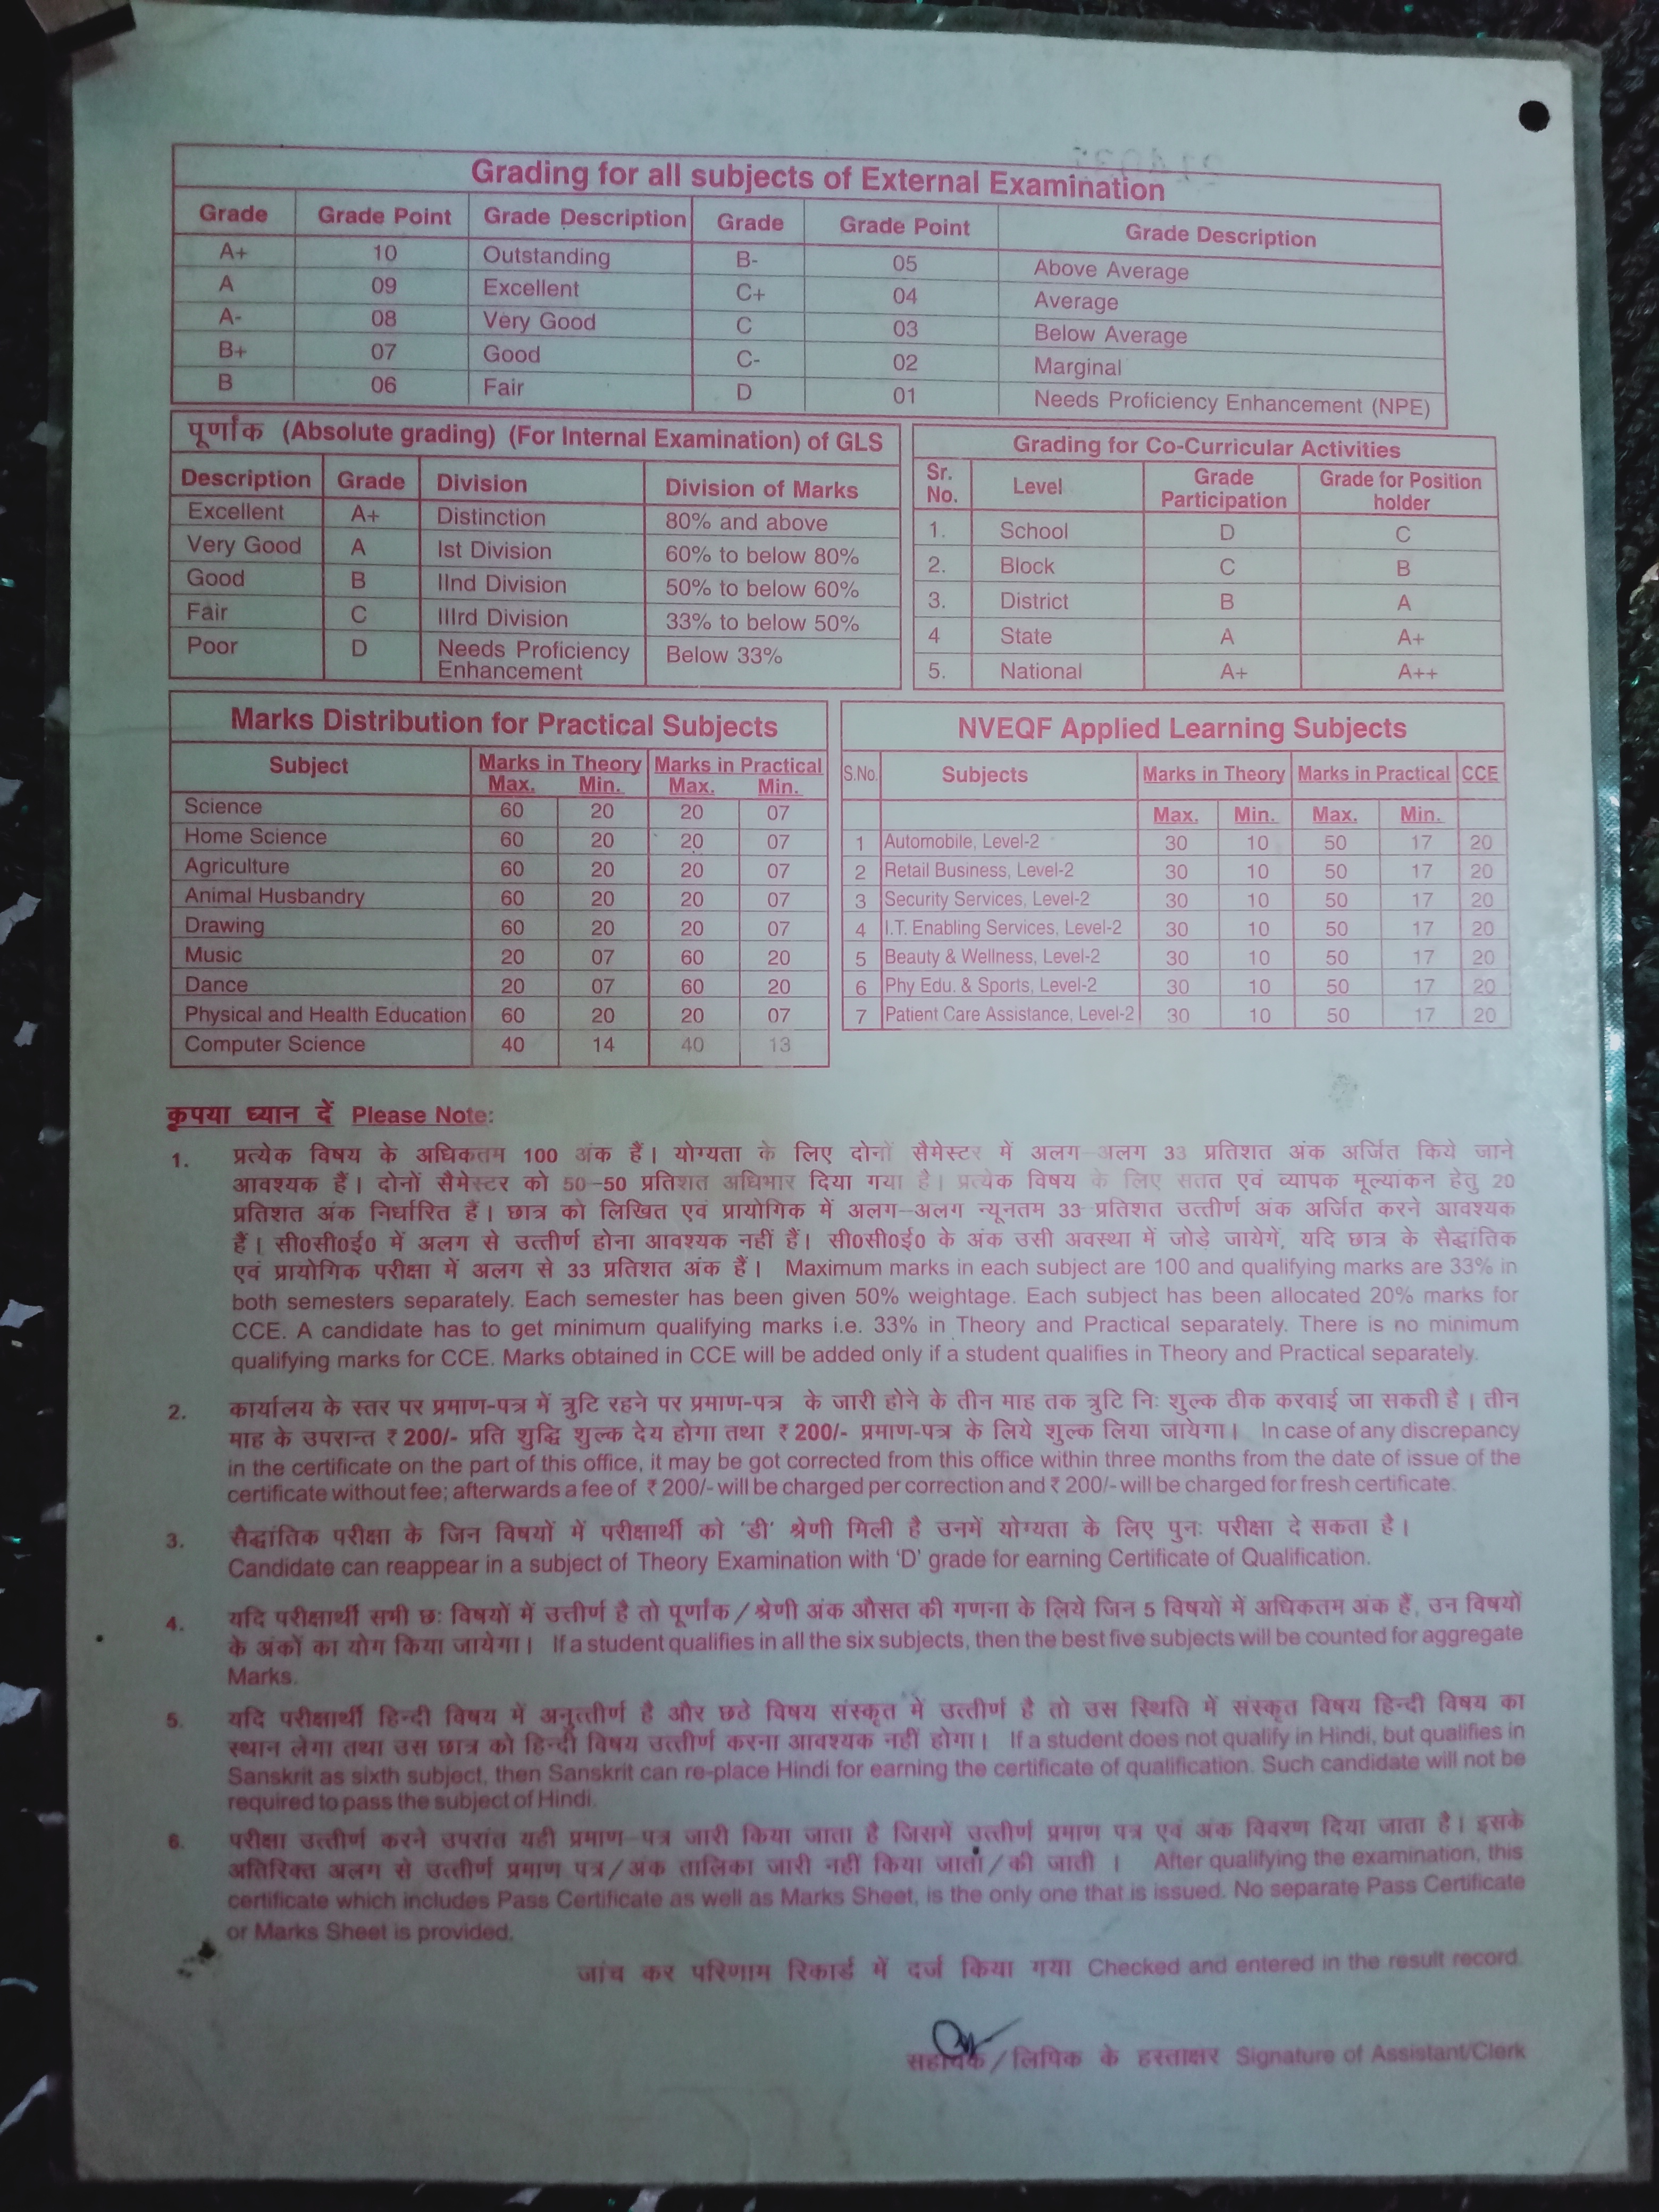 Grading for all subjects of External Examination
Grade Grade Point Grade Description Grade Grade Point Grade Description
A+ 10 Outstanding B- 05 Above Average
A 09 Excellent C+ 04 Average
A- 08 Very Good C 03 Below Average
B+ 07 Good C- 02 Marginal
B 06 Fair D 01 Needs Proficiency Enhancement (NPE)
पूर्णांक (Absolute grading) (For Internal Examination) of GLS
Description Grade Division Division of Marks
Excellent A+ Distinction 80% and above
Very Good A Ist Division 60% to below 80%
Good B IInd Division 50% to below 60%
Fair C IIIrd Division 33% to below 50%
Poor D Needs Proficiency Enhancement Below 33%
Grading for Co-Curricular Activities
Sr. No. Level Grade Participation Grade for Position holder
1. School D C
2. Block C B
3. District B A
4 State A A+
5. National A+ A++
Marks Distribution for Practical Subjects
Subject Marks in Theory Marks in Practical
Max. Min. Max. Min.
Science 60 20 20 07
Home Science 60 20 20 07
Agriculture 60 20 20 07
Animal Husbandry 60 20 20 07
Drawing 60 20 20 07
Music 20 07 60 20
Dance 20 07 60 20
Physical and Health Education 60 20 20 07
Computer Science 40 14 40 13
NVEQF Applied Learning Subjects
S.No. Subjects Marks in Theory Marks in Practical CCE
Max. Min. Max. Min.
1 Automobile, Level-2 30 10 50 17 20
2 Retail Business, Level-2 30 10 50 17 20
3 Security Services, Level-2 30 10 50 17 20
4 I.T. Enabling Services, Level-2 30 10 50 17 20
5 Beauty & Wellness, Level-2 30 10 50 17 20
6 Phy Edu. & Sports, Level-2 30 10 50 17 20
7 Patient Care Assistance, Level-2 30 10 50 17 20
कृपया ध्यान दें Please Note:
1. प्रत्येक विषय के अधिकतम 100 अंक हैं। योग्यता के लिए दोनों सैमेस्टर में अलग-अलग 33 प्रतिशत अंक अर्जित किये जाने
आवश्यक हैं। दोनों सैमेस्टर को 50-50 प्रतिशत अधिभार दिया गया है। प्रत्येक विषय के लिए सतत एवं व्यापक मूल्यांकन हेतु 20
प्रतिशत अंक निर्धारित हैं। छात्र को लिखित एवं प्रायोगिक में अलग-अलग न्यूनतम 33 प्रतिशत उत्तीर्ण अंक अर्जित करने आवश्यक
हैं। सी0सी0ई0 में अलग से उत्तीर्ण होना आवश्यक नहीं हैं। सी0सी0ई0 के अंक उसी अवस्था में जोड़े जायेगें, यदि छात्र के सैद्धांतिक
एवं प्रायोगिक परीक्षा में अलग से 33 प्रतिशत अंक हैं। Maximum marks in each subject are 100 and qualifying marks are 33% in
both semesters separately. Each semester has been given 50% weightage. Each subject has been allocated 20% marks for
CCE. A candidate has to get minimum qualifying marks i.e. 33% in Theory and Practical separately. There is no minimum
qualifying marks for CCE. Marks obtained in CCE will be added only if a student qualifies in Theory and Practical separately.
2. कार्यालय के स्तर पर प्रमाण-पत्र में त्रुटि रहने पर प्रमाण-पत्र के जारी होने के तीन माह तक त्रुटि निः शुल्क ठीक करवाई जा सकती है। तीन
माह के उपरान्त ₹ 200/- प्रति शुद्धि शुल्क देय होगा तथा ₹ 200/- प्रमाण-पत्र के लिये शुल्क लिया जायेगा। In case of any discrepancy
in the certificate on the part of this office, it may be got corrected from this office within three months from the date of issue of the
certificate without fee; afterwards a fee of ₹ 200/- will be charged per correction and ₹ 200/- will be charged for fresh certificate.
3. सैद्धांतिक परीक्षा के जिन विषयों में परीक्षार्थी को 'डी' श्रेणी मिली है उनमें योग्यता के लिए पुनः परीक्षा दे सकता है।
Candidate can reappear in a subject of Theory Examination with 'D' grade for earning Certificate of Qualification.
4. यदि परीक्षार्थी सभी छः विषयों में उत्तीर्ण है तो पूर्णांक/श्रेणी अंक औसत की गणना के लिये जिन 5 विषयों में अधिकतम अंक हैं, उन विषयों
के अंकों का योग किया जायेगा। If a student qualifies in all the six subjects, then the best five subjects will be counted for aggregate
Marks.
5. यदि परीक्षार्थी हिन्दी विषय में अनुत्तीर्ण है और छठे विषय संस्कृत में उत्तीर्ण है तो उस स्थिति में संस्कृत विषय हिन्दी विषय का
स्थान लेगा तथा उस छात्र को हिन्दी विषय उत्तीर्ण करना आवश्यक नहीं होगा। If a student does not qualify in Hindi, but qualifies in
Sanskrit as sixth subject, then Sanskrit can re-place Hindi for earning the certificate of qualification. Such candidate will not be
required to pass the subject of Hindi.
6. परीक्षा उत्तीर्ण करने उपरांत यही प्रमाण-पत्र जारी किया जाता है जिसमें उत्तीर्ण प्रमाण पत्र एवं अंक विवरण दिया जाता है। इसके
अतिरिक्त अलग से उत्तीर्ण प्रमाण पत्र/अंक तालिका जारी नहीं किया जाता/की जाती । After qualifying the examination, this
certificate which includes Pass Certificate as well as Marks Sheet, is the only one that is issued. No separate Pass Certificate
or Marks Sheet is provided.
जांच कर परिणाम रिकार्ड में दर्ज किया गया Checked and entered in the result record.
सहायक/लिपिक के हस्ताक्षर Signature of Assistant/Clerk